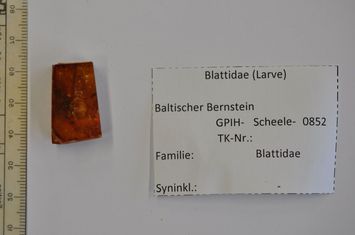 Blattidae (Larve)
Baltischer Bernstein
GPIH- Scheele- 0852
TK-Nr.:
Familie: Blattidae
Syninkl.: -